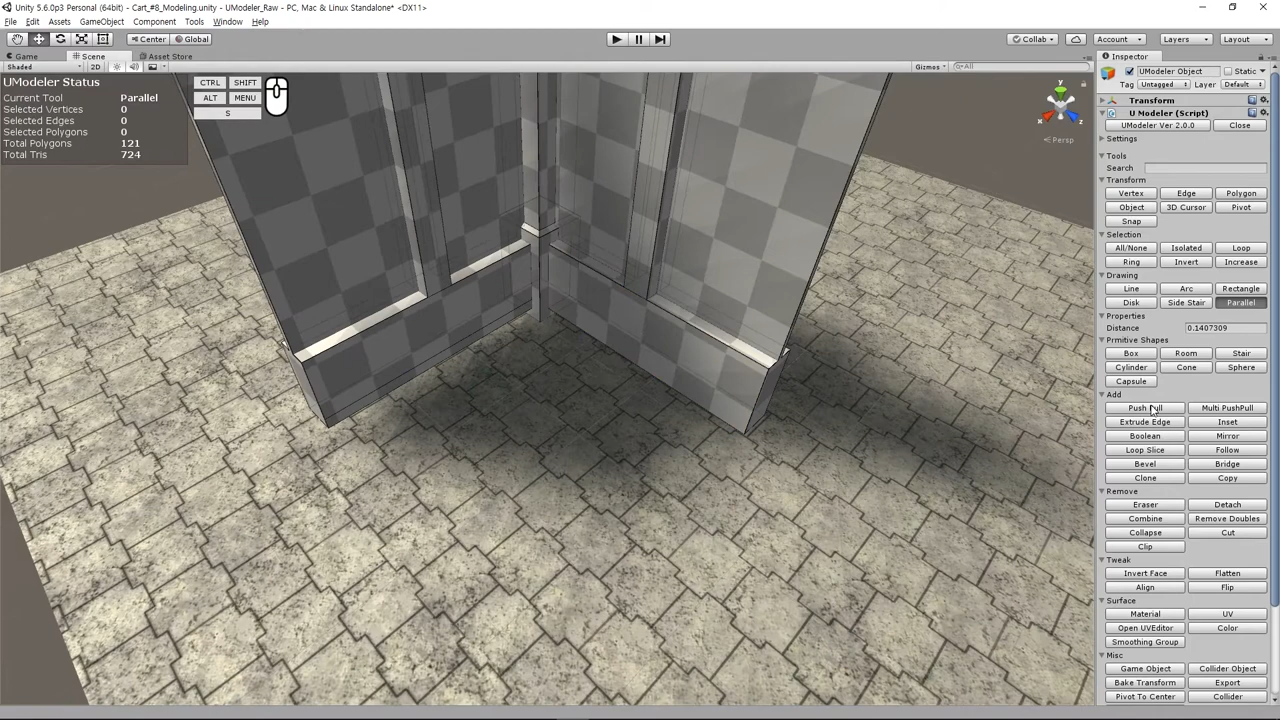 Unity 5.6.0p3 Personal (64bit) - Cart_#8_Modeling.unity - UModeler_Raw - PC, Mac & Linux Standalone* <DX11>
File Edit Assets GameObject Component Tools Window Help
Center Global Collab Account Layers Layout
Game Scene Asset Store Inspector
Shaded 2D Gizmos All
UModeler Status
Current Tool Parallel
Selected Vertices 0
Selected Edges 0
Selected Polygons 0
Total Polygons 121
Total Tris 724
CTRL SHIFT
ALT MENU
S
y
x z
Persp
UModeler Object Static
Tag Untagged Layer Default
Transform
U Modeler (Script)
UModeler Ver 2.0.0 Close
Settings
Tools
Search
Transform
Vertex Edge Polygon
Object 3D Cursor Pivot
Snap
Selection
All/None Isolated Loop
Ring Invert Increase
Drawing
Line Arc Rectangle
Disk Side Stair Parallel
Properties
Distance 0.1407309
Prmitive Shapes
Box Room Stair
Cylinder Cone Sphere
Capsule
Add
Push Pull Multi PushPull
Extrude Edge Inset
Boolean Mirror
Loop Slice Follow
Bevel Bridge
Clone Copy
Remove
Eraser Detach
Combine Remove Doubles
Collapse Cut
Clip
Tweak
Invert Face Flatten
Align Flip
Surface
Material UV
Open UVEditor Color
Smoothing Group
Misc
Game Object Collider Object
Bake Transform Export
Pivot To Center Collider